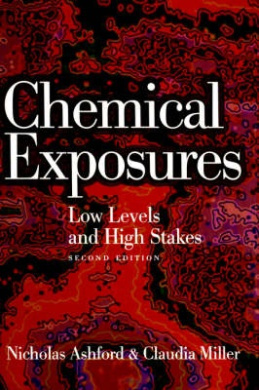 Chemical
Exposures
Low Levels
and High Stakes
SECOND EDITION
Nicholas Ashford & Claudia Miller